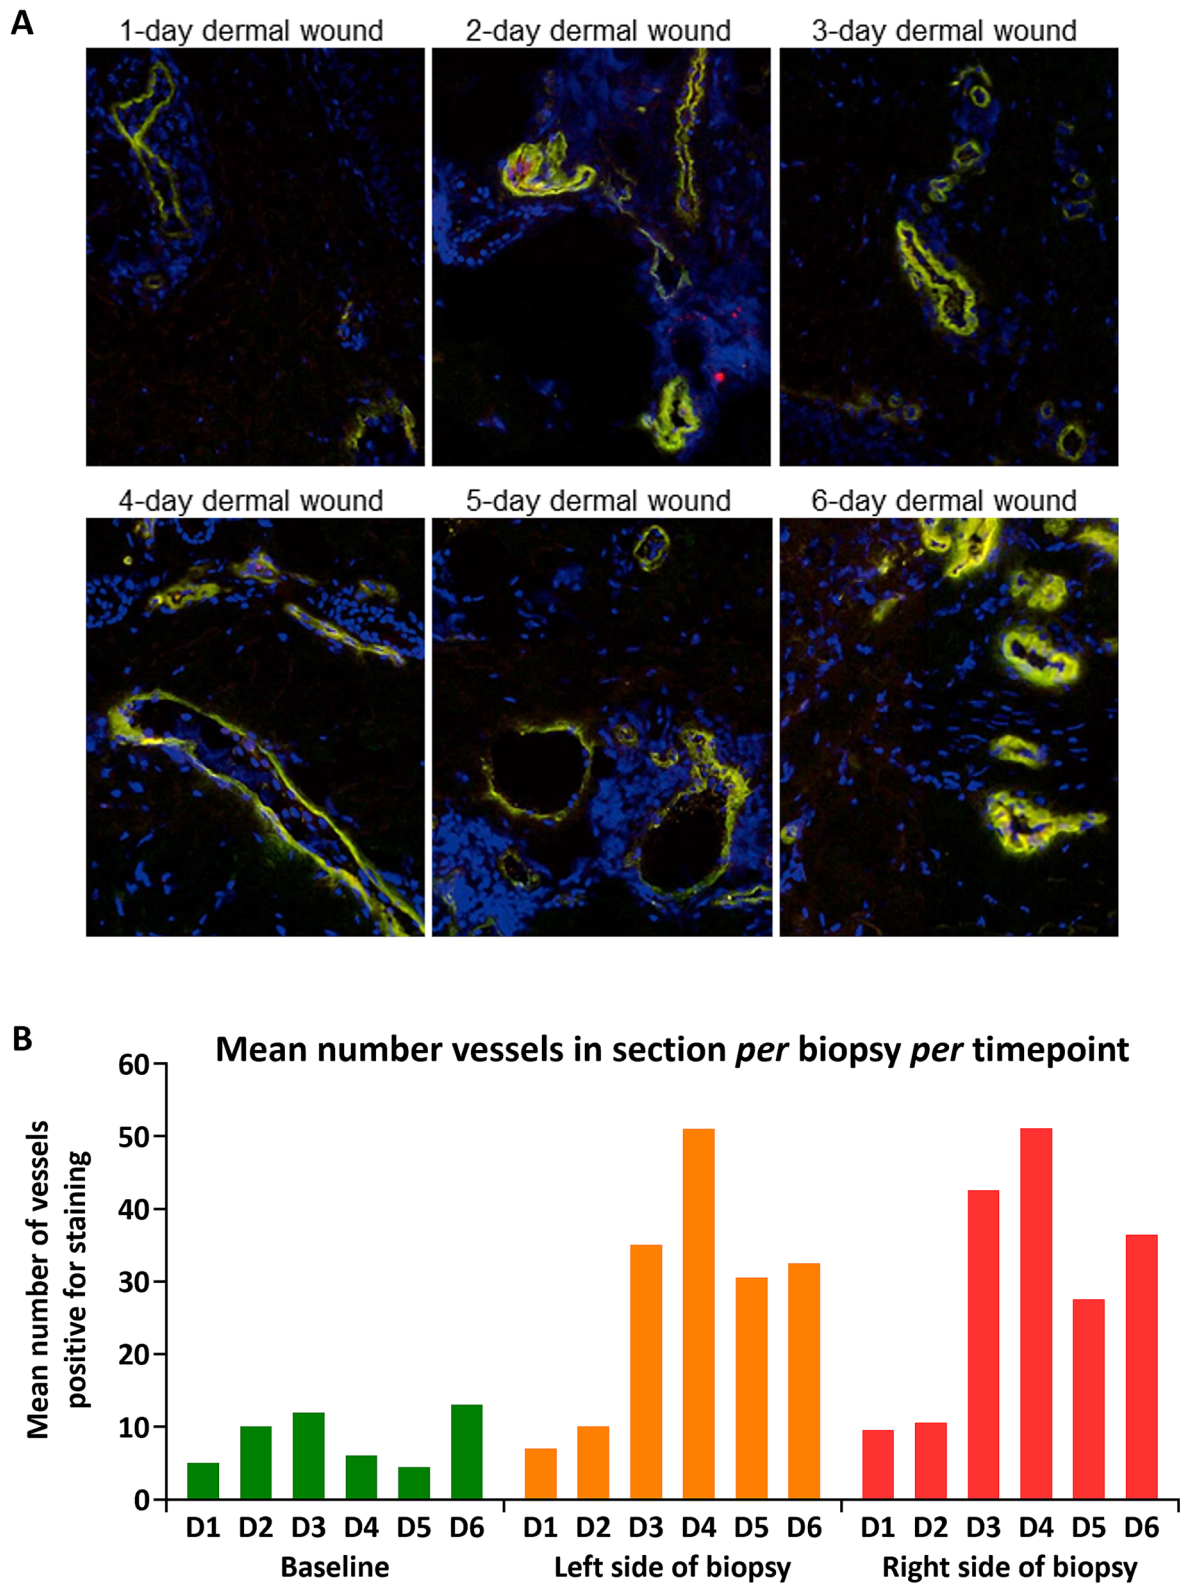 A
1-day dermal wound
2-day dermal wound
3-day dermal wound
4-day dermal wound
5-day dermal wound
6-day dermal wound
B
Mean number vessels in section per biopsy per timepoint
Mean number of vessels
positive for staining
60
50
40
30
20
10
0
D1 D2 D3 D4 D5 D6 D1 D2 D3 D4 D5 D6 D1 D2 D3 D4 D5 D6
Baseline Left side of biopsy Right side of biopsy